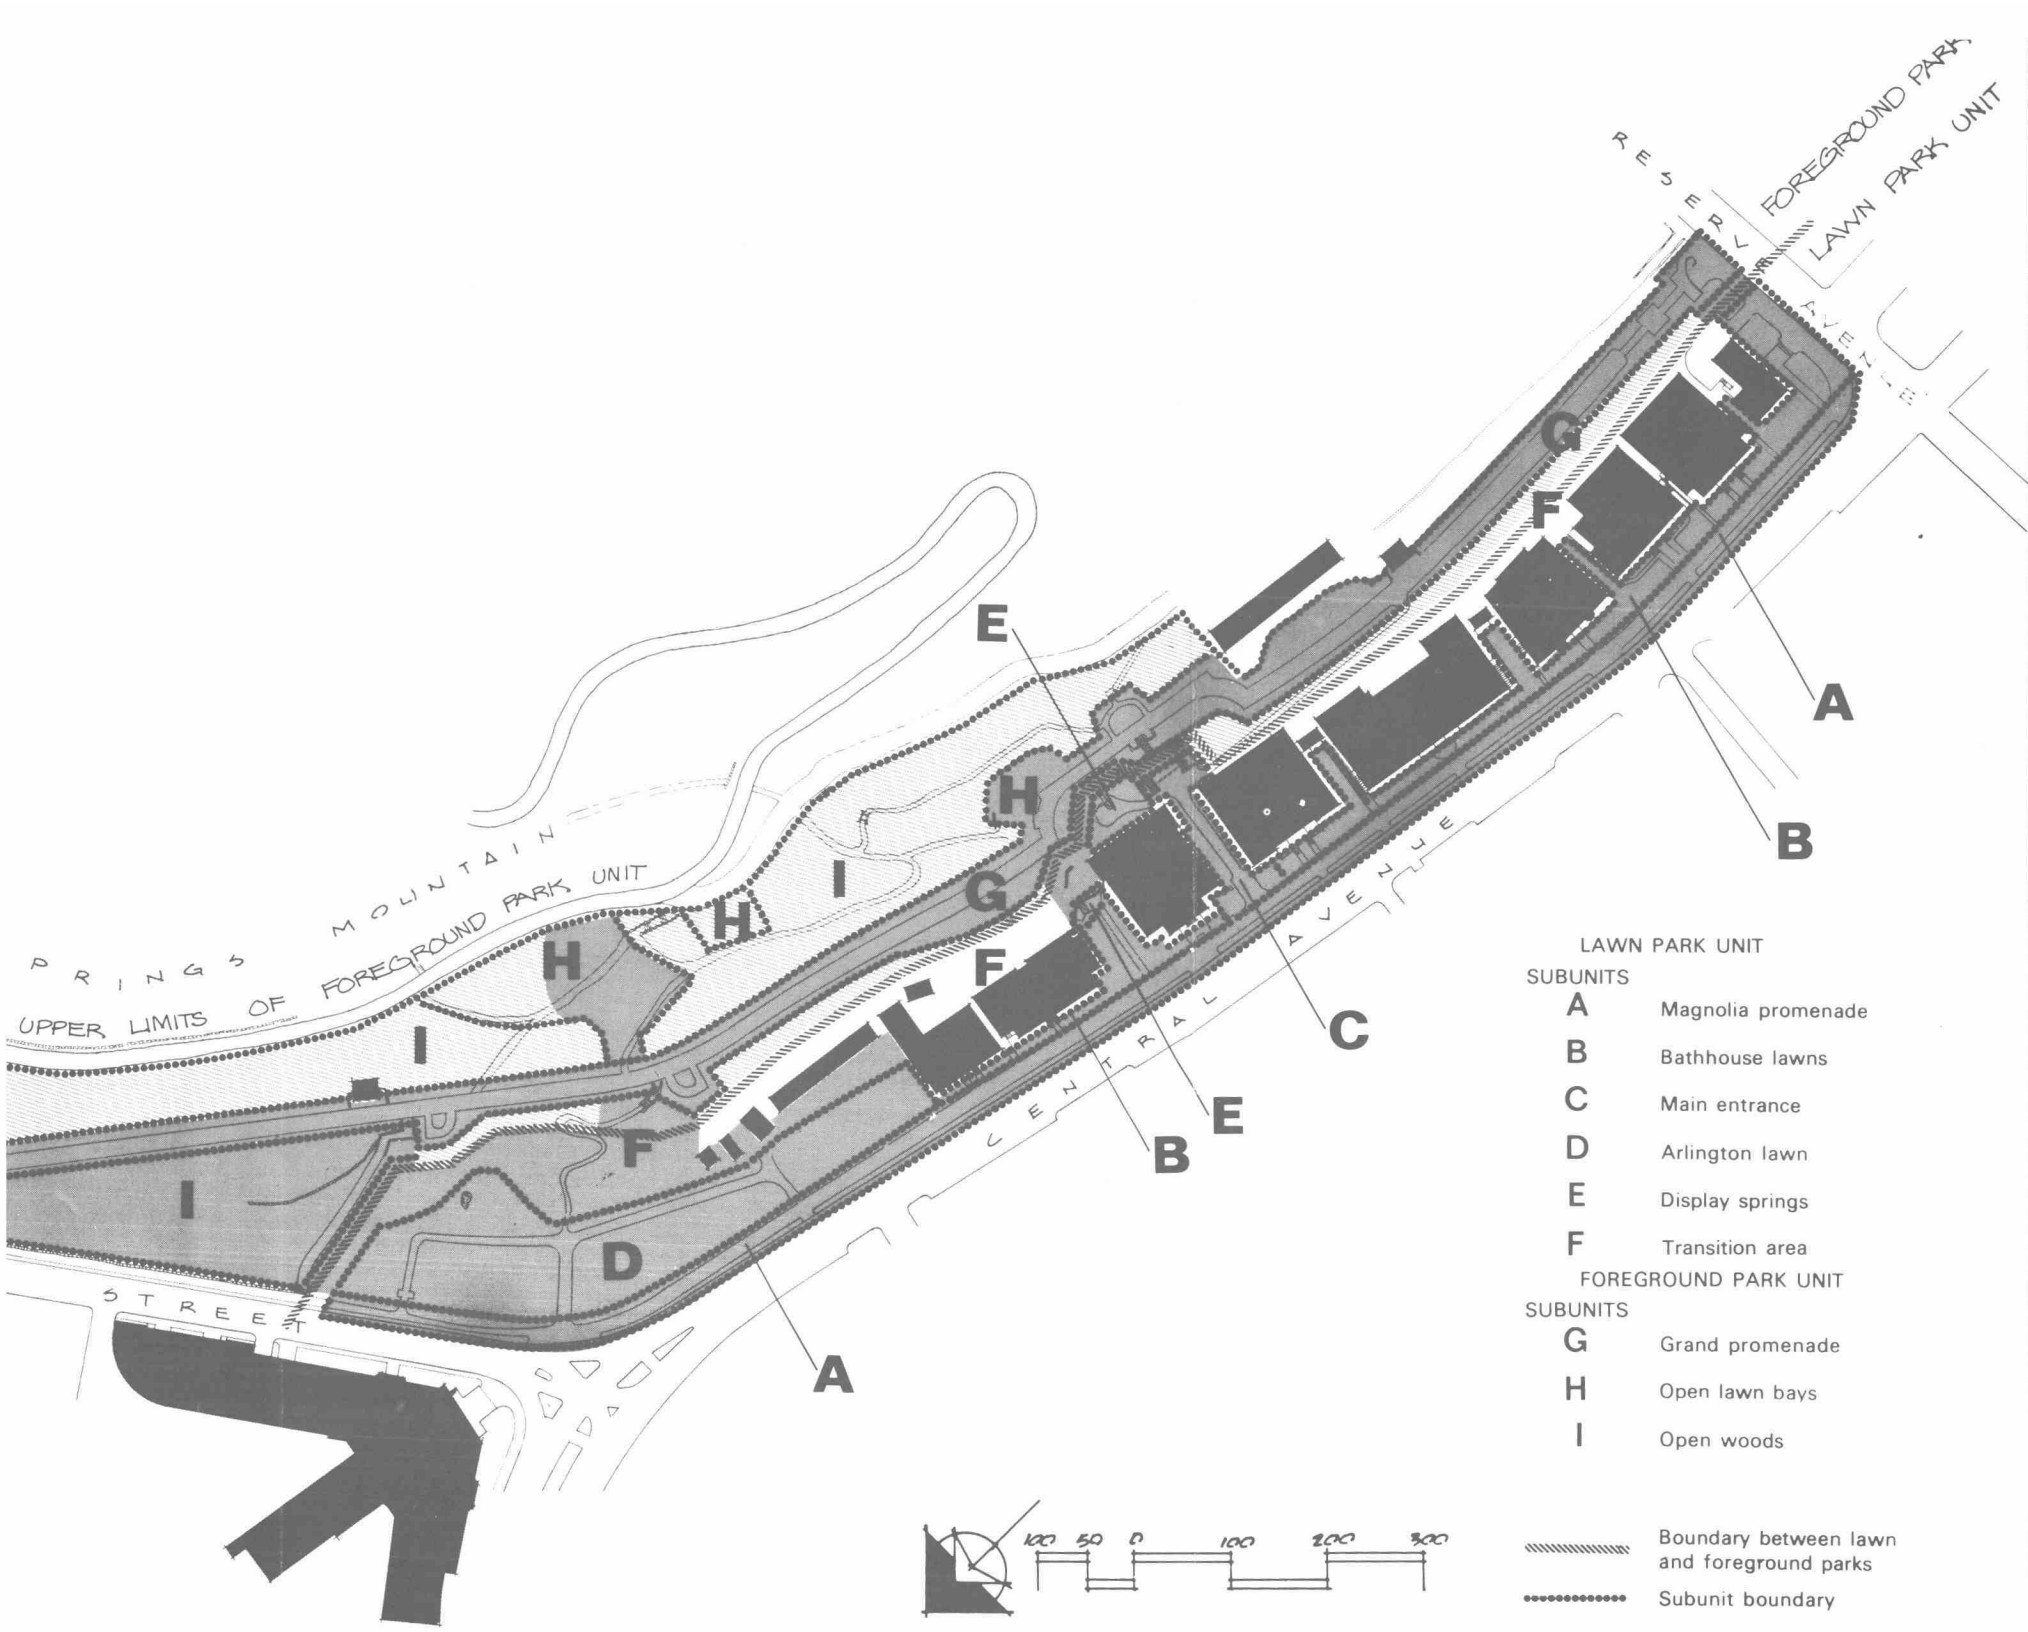 FOREGROUND PARK
LAWN PARK UNIT
RESERVE AVENUE
G
F
E
A
H
B
I
G
H
F
H
MOUNTAIN
PRINGS
UPPER LIMITS OF FOREGROUND PARK UNIT
I
C
CENTRAL AVENUE
E
B
F
I
D
STREET
A
LAWN PARK UNIT
SUBUNITS
A Magnolia promenade
B Bathhouse lawns
C Main entrance
D Arlington lawn
E Display springs
F Transition area
FOREGROUND PARK UNIT
SUBUNITS
G Grand promenade
H Open lawn bays
I Open woods
100 50 0 100 200 300
Boundary between lawn
and foreground parks
Subunit boundary